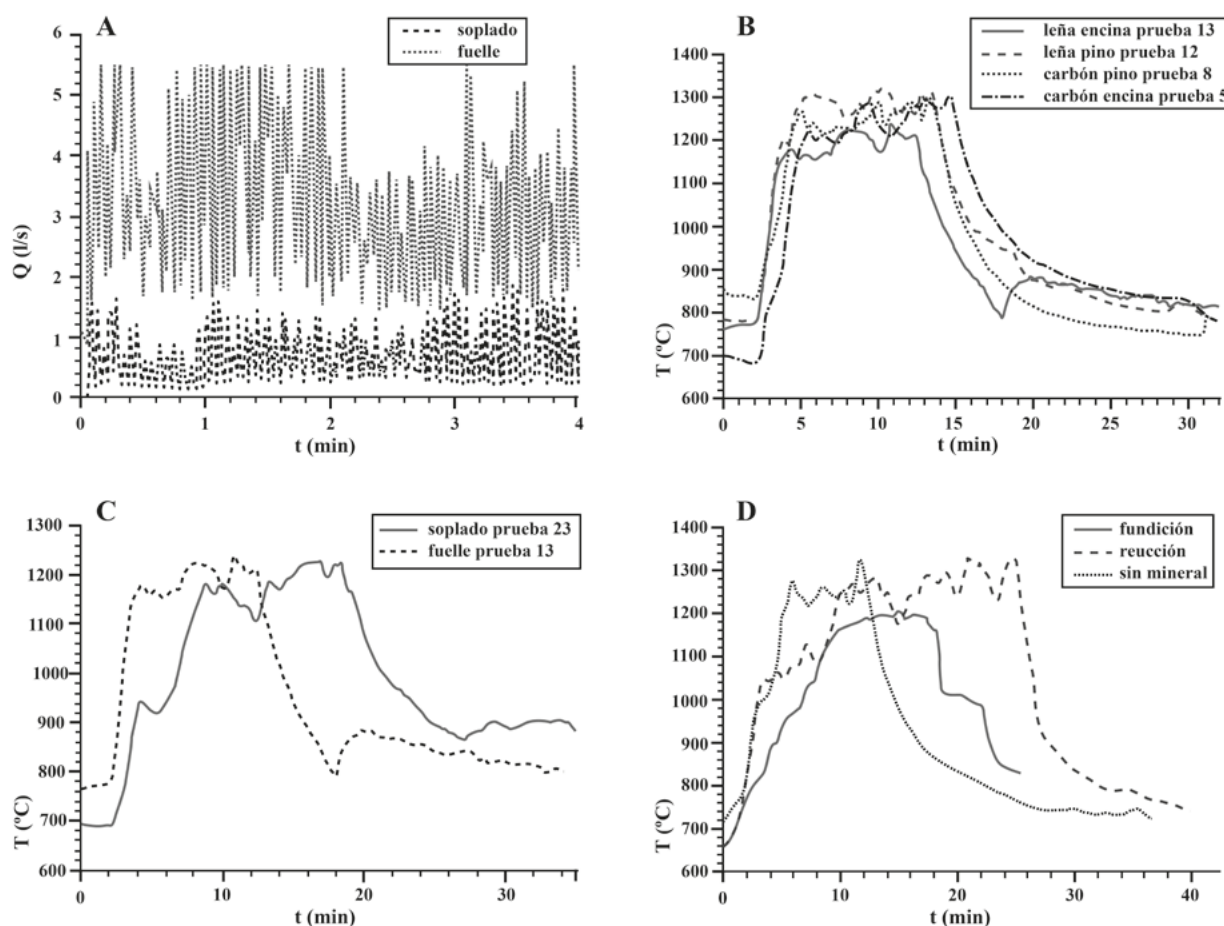 A
soplado
fuelle
Q (l/s)
6
5
4
3
2
1
0
0 1 2 3 4
t (min)
B
leña encina prueba 13
leña pino prueba 12
carbón pino prueba 8
carbón encina prueba 5
T (ºC)
1400
1300
1200
1100
1000
900
800
700
600
0 5 10 15 20 25 30
t (min)
C
soplado prueba 23
fuelle prueba 13
T (ºC)
1300
1200
1100
1000
900
800
700
600
0 10 20 30
t (min)
D
fundición
reucción
sin mineral
T (ºC)
1400
1300
1200
1100
1000
900
800
700
600
0 10 20 30 40
t (min)